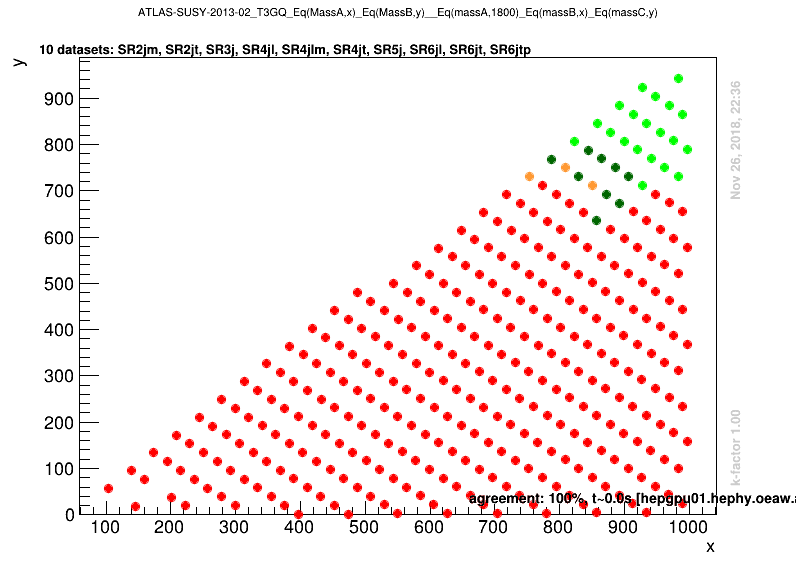 ATLAS-SUSY-2013-02_T3GQ_Eq(MassA,x)_Eq(MassB,y)__Eq(massA,1800)_Eq(massB,x)_Eq(massC,y)
10 datasets: SR2jm, SR2jt, SR3j, SR4jl, SR4jlm, SR4jt, SR5j, SR6jl, SR6jt, SR6jtp
y
900
800
700
600
500
400
300
200
100
0
Nov 26, 2018, 22:36
k-factor 1.00
agreement: 100%, t~0.0s [hepgpu01.hephy.oeaw.a
100 200 300 400 500 600 700 800 900 1000
x